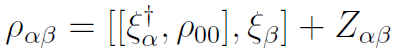 ρ_{αβ} = [[ξ_α^†, ρ_{00}], ξ_β] + Z_{αβ}